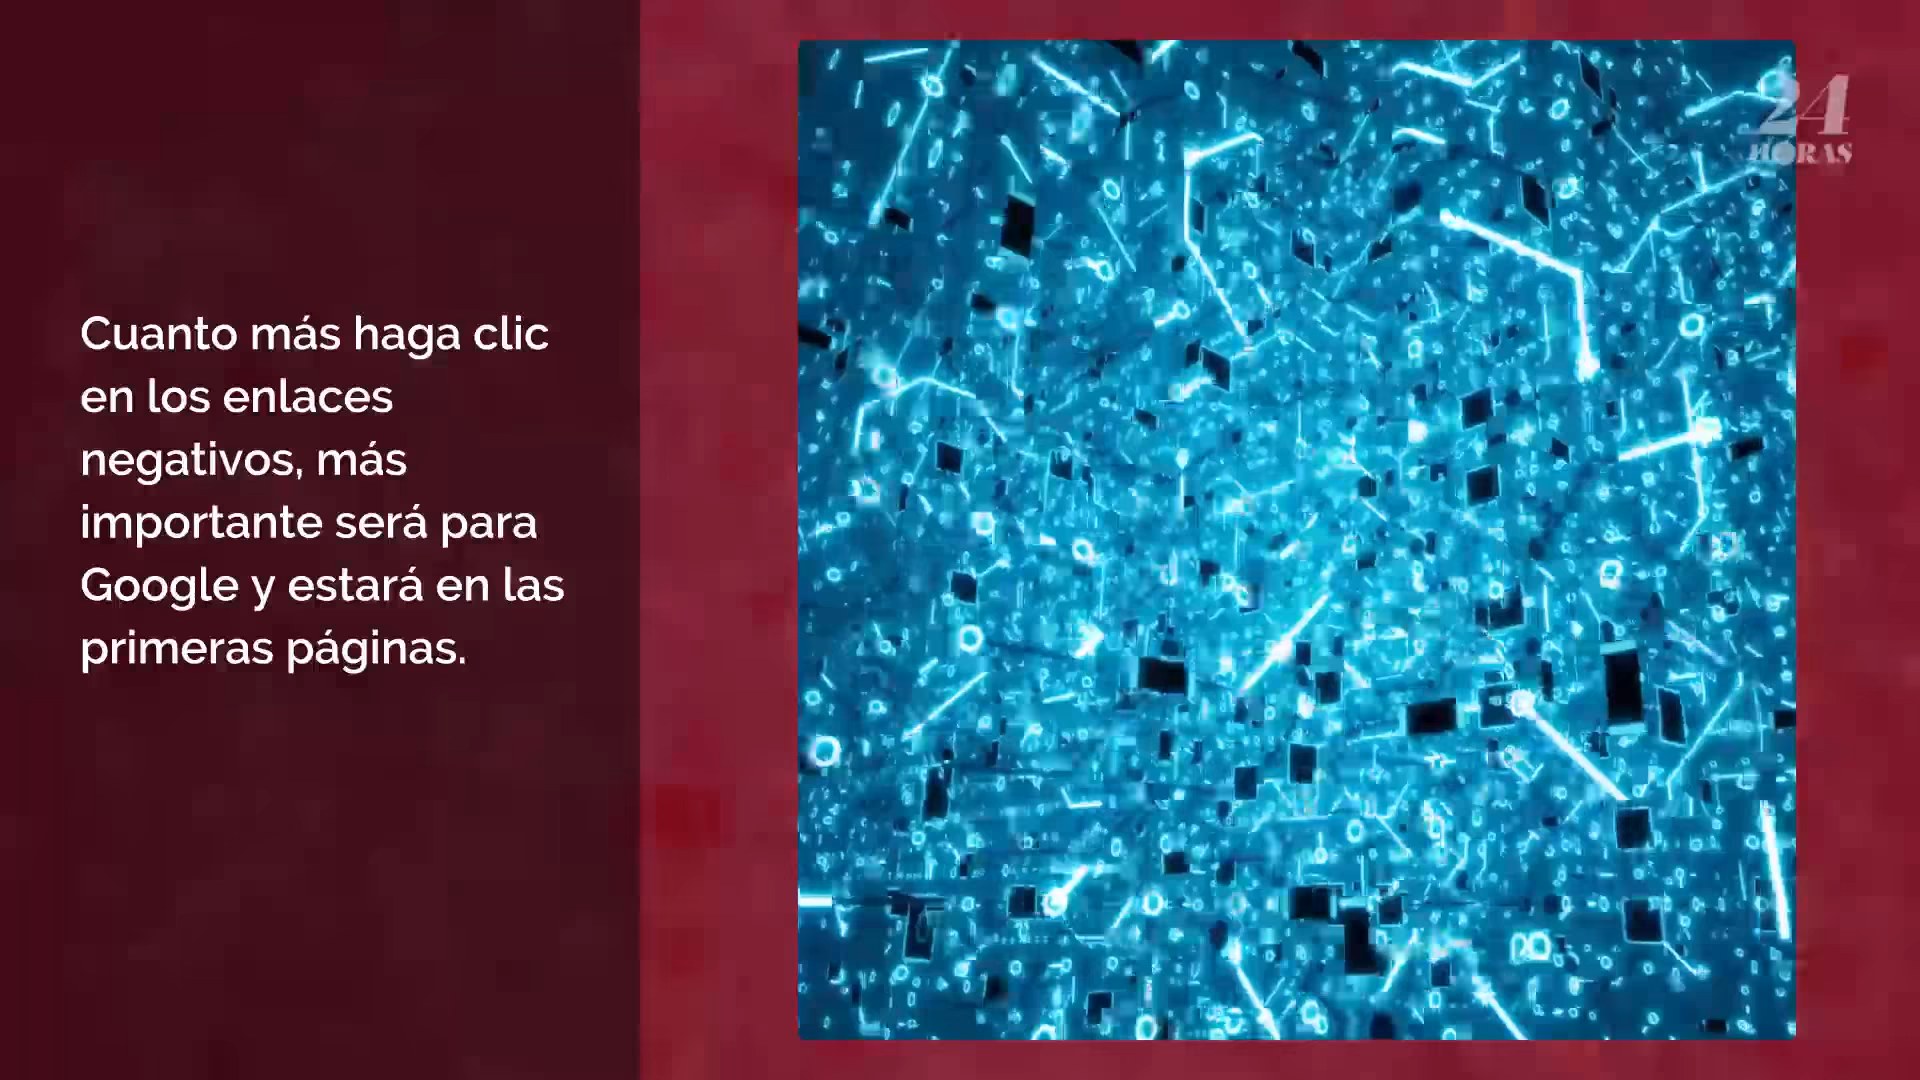 Cuanto más haga clic
en los enlaces
negativos, más
importante será para
Google y estará en las
primeras páginas.
24
HORAS